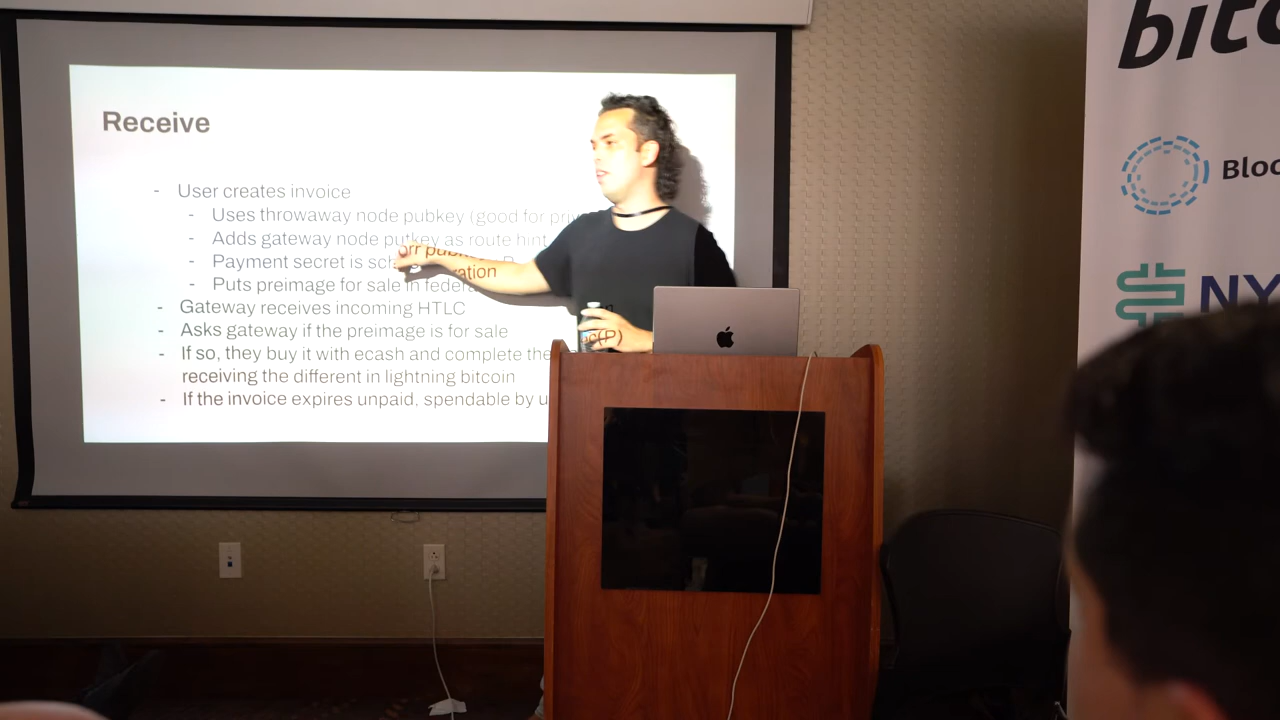 Receive
- User creates invoice
- Uses throwaway node pubkey (good for
- Adds gateway node as route hint
- Payment secret is
- Puts preimage for sale in
- Gateway receives incoming HTLC
- Asks gateway if the preimage is for sale
- If so, they buy it with ecash and complete the
receiving the different in lightning bitcoin
- If the invoice expires unpaid, spendable by
bitc
Bloc
NY